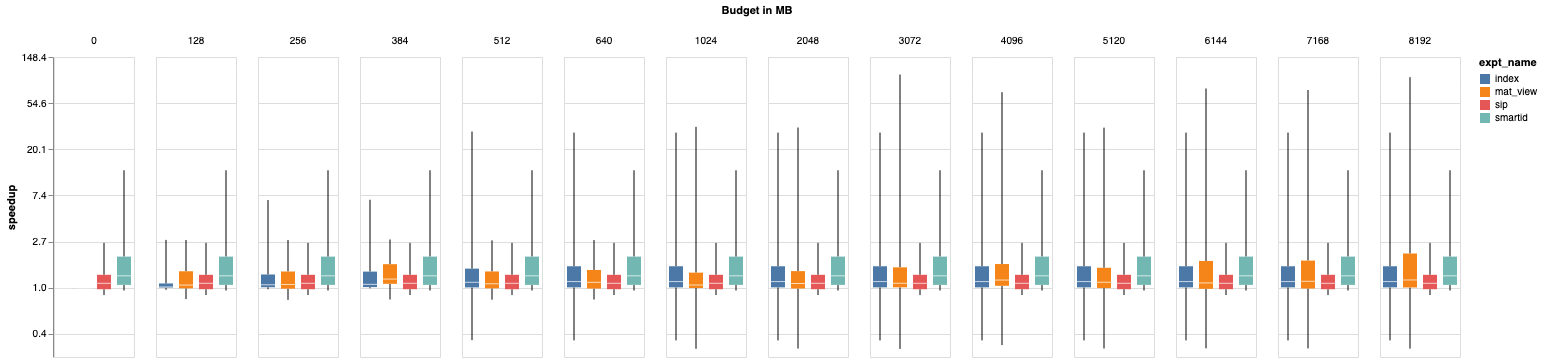 Budget in MB
0 128 256 384 512 640 1024 2048 3072 4096 5120 6144 7168 8192
148.4
54.6
20.1
7.4
2.7
1.0
0.4
speedup
expt_name
index
mat_view
sip
smartid